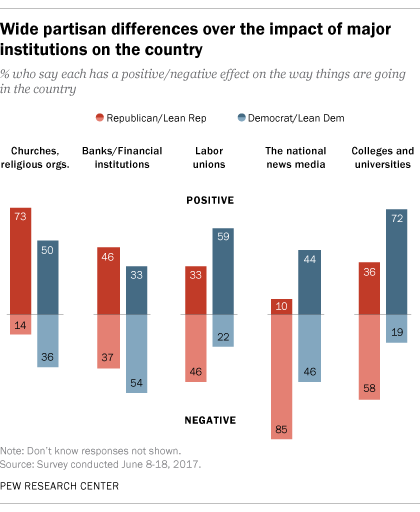 Wide partisan differences over the impact of major
institutions on the country
% who say each has a positive/negative effect on the way things are going
in the country
Republican/Lean Rep Democrat/Lean Dem
Churches, Banks/Financial Labor The national Colleges and
religious orgs. institutions unions news media universities
POSITIVE
73 50 46 33 33 59 10 44 36 72
14 36 37 54 46 22 85 46 58 19
NEGATIVE
Note: Don't know responses not shown.
Source: Survey conducted June 8-18, 2017.
PEW RESEARCH CENTER